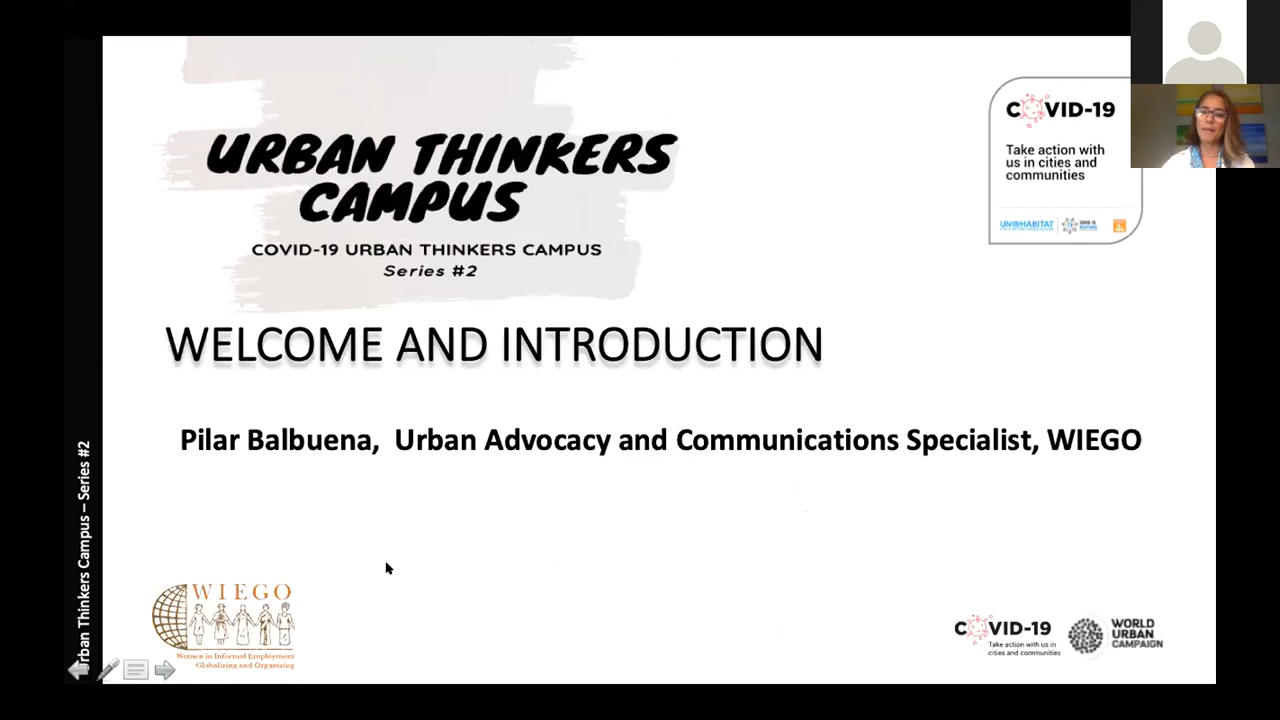 URBAN THINKERS
CAMPUS
COVID-19 URBAN THINKERS CAMPUS
Series #2
COVID-19
Take action with
us in cities and
communities
UN HABITAT
WELCOME AND INTRODUCTION
Pilar Balbuena, Urban Advocacy and Communications Specialist, WIEGO
Urban Thinkers Campus – Series #2
WIEGO
Women in Informal Employment
Globalizing and Organizing
COVID-19
Take action with us in
cities and communities
WORLD
URBAN
CAMPAIGN